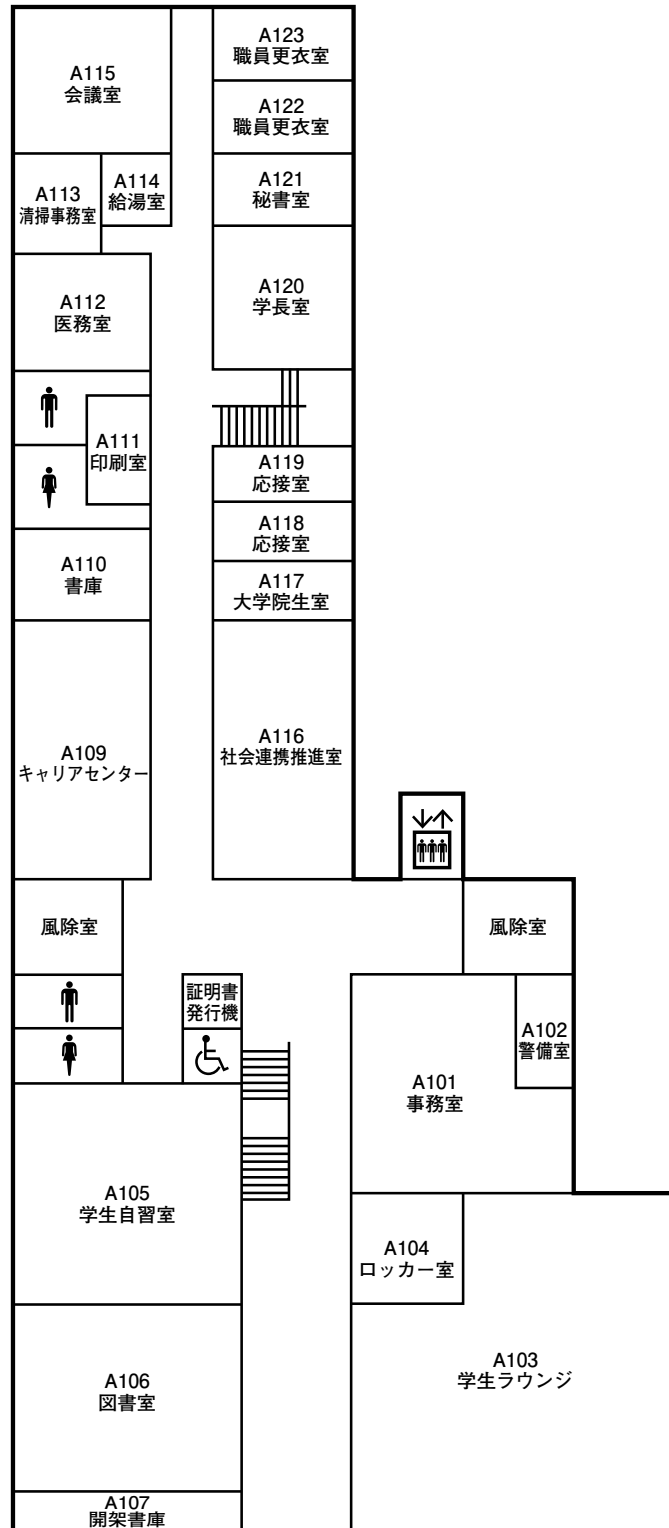 A123
職員更衣室
A115
会議室
A122
職員更衣室
A113
清掃事務室
A114
給湯室
A121
秘書室
A112
医務室
A120
学長室
A111
印刷室
A119
応接室
A118
応接室
A110
書庫
A117
大学院生室
A109
キャリアセンター
A116
社会連携推進室
風除室
風除室
証明書
発行機
A102
警備室
A101
事務室
A105
学生自習室
A104
ロッカー室
A103
学生ラウンジ
A106
図書室
A107
開架書庫